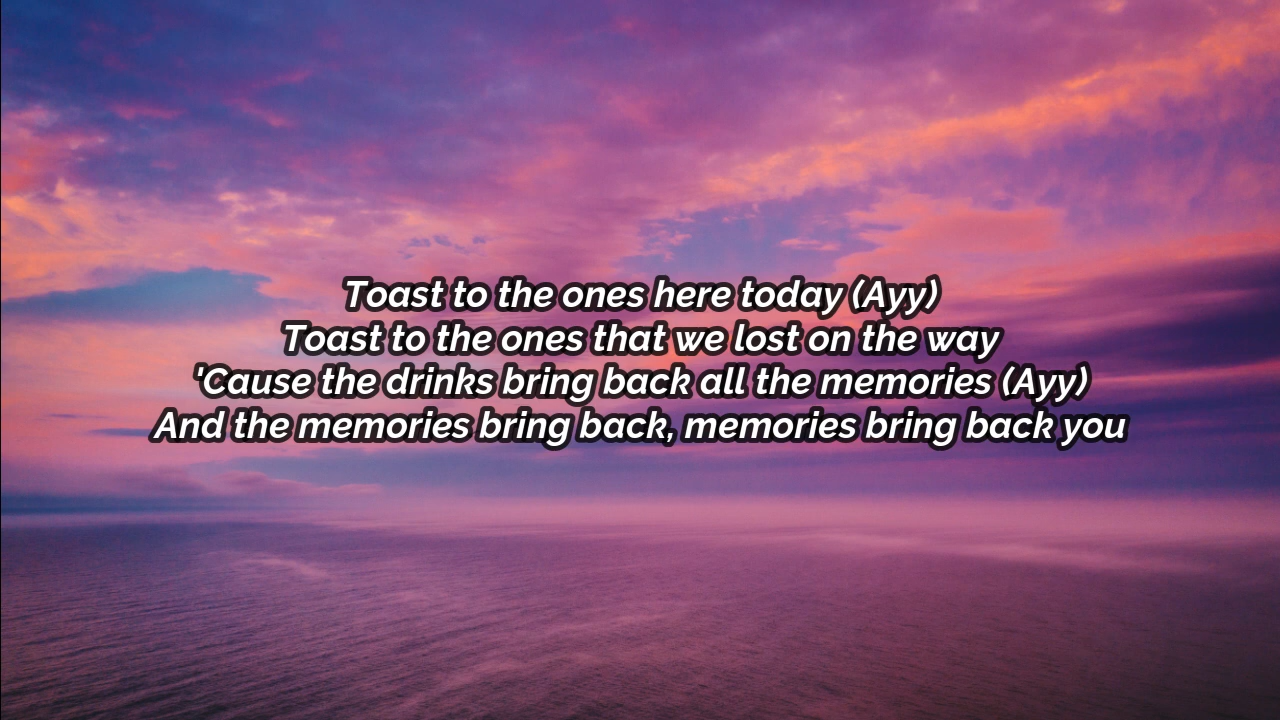 Toast to the ones here today (Ayy)
Toast to the ones that we lost on the way
'Cause the drinks bring back all the memories (Ayy)
And the memories bring back, memories bring back you